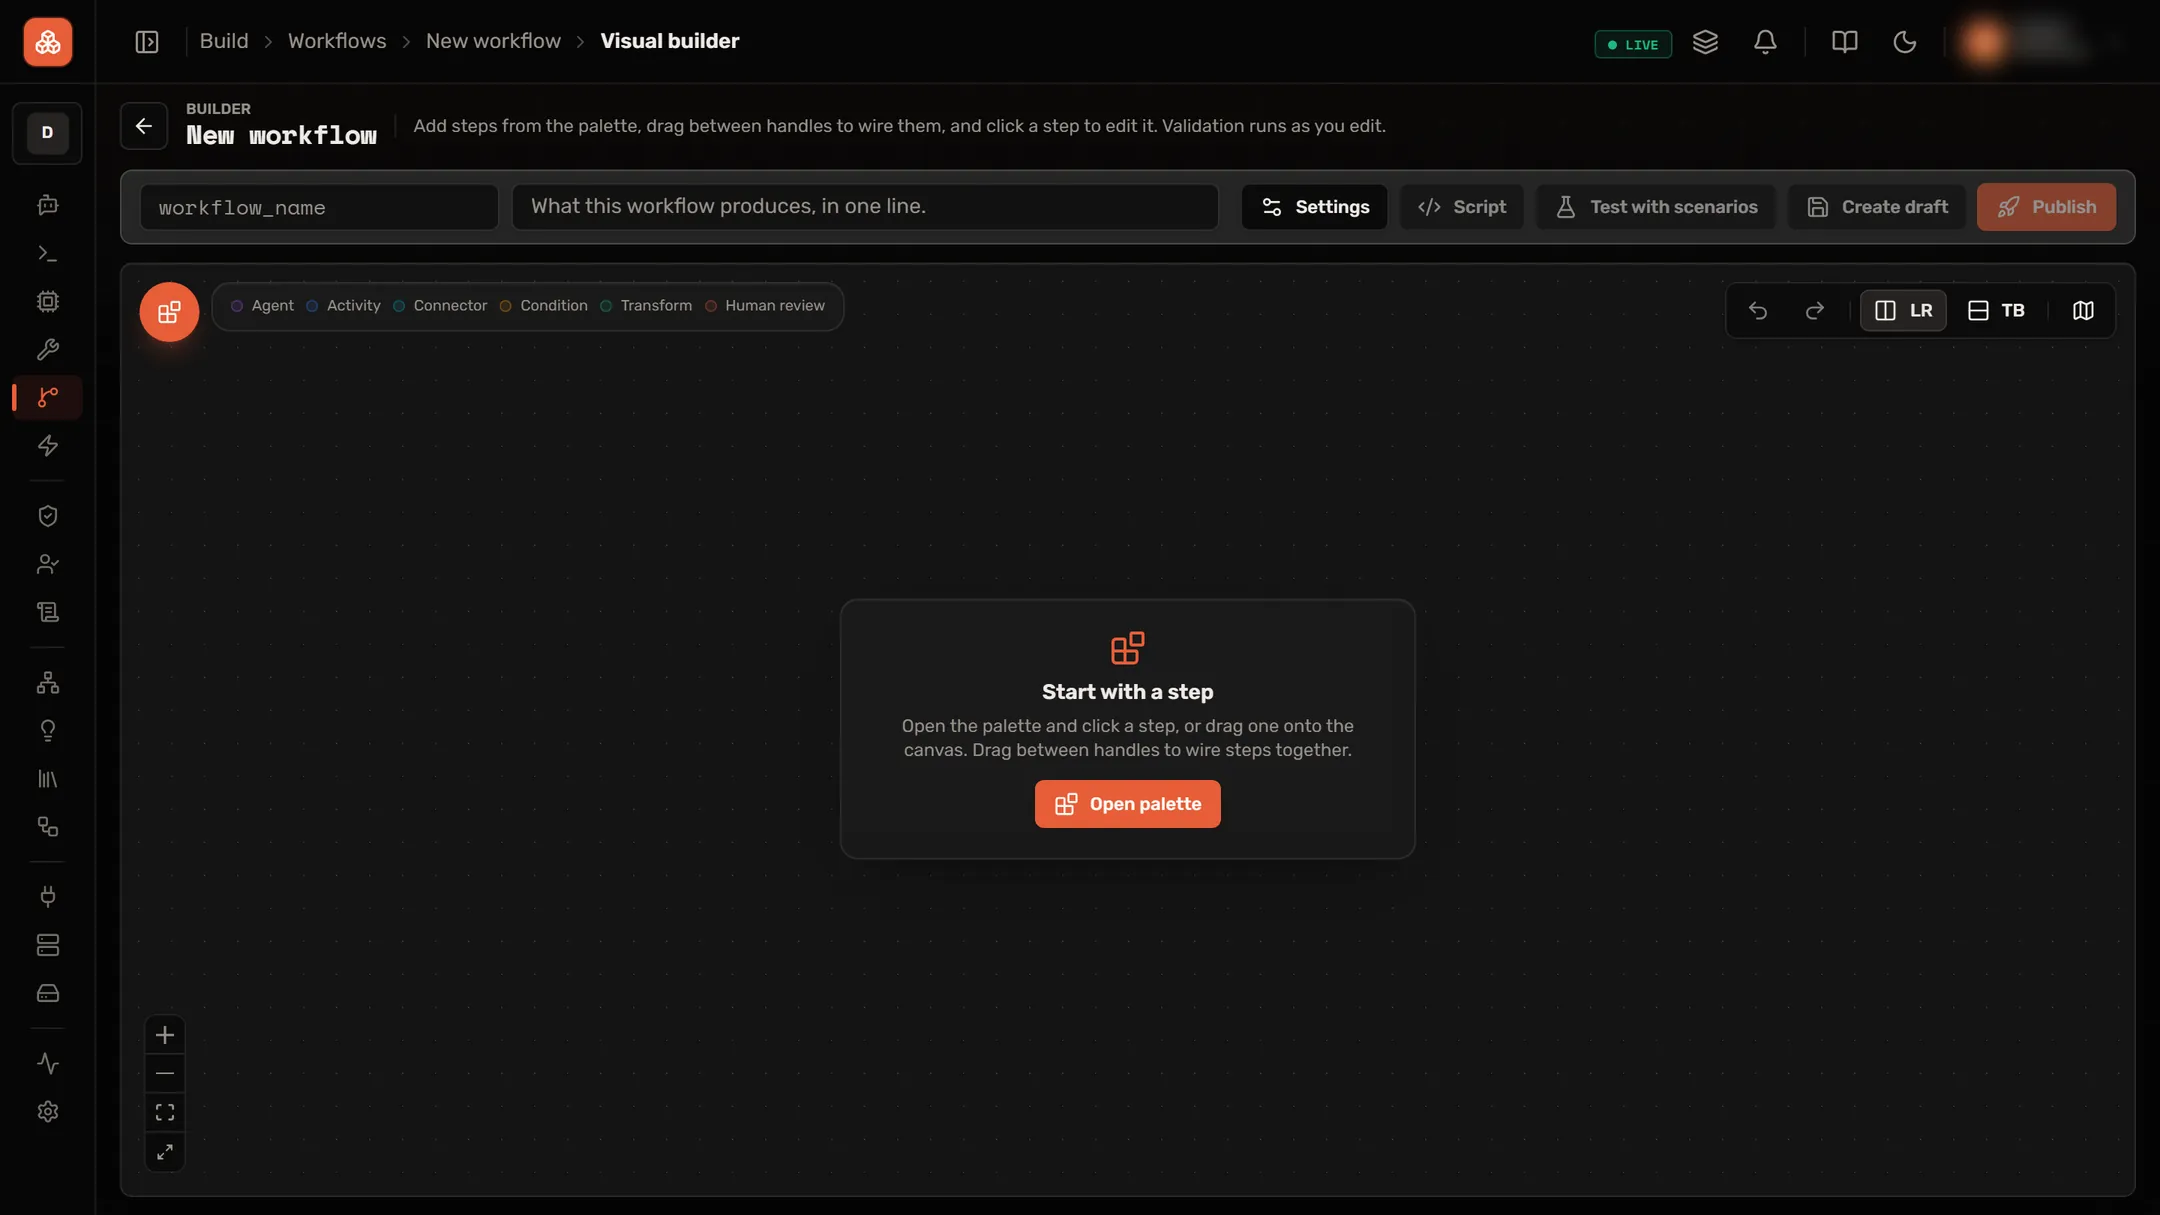 Build > Workflows > New workflow > Visual builder
LIVE
D
BUILDER
New workflow
Add steps from the palette, drag between handles to wire them, and click a step to edit it. Validation runs as you edit.
workflow_name
What this workflow produces, in one line.
Settings
Script
Test with scenarios
Create draft
Publish
Agent
Activity
Connector
Condition
Transform
Human review
LR
TB
Start with a step
Open the palette and click a step, or drag one onto the
canvas. Drag between handles to wire steps together.
Open palette